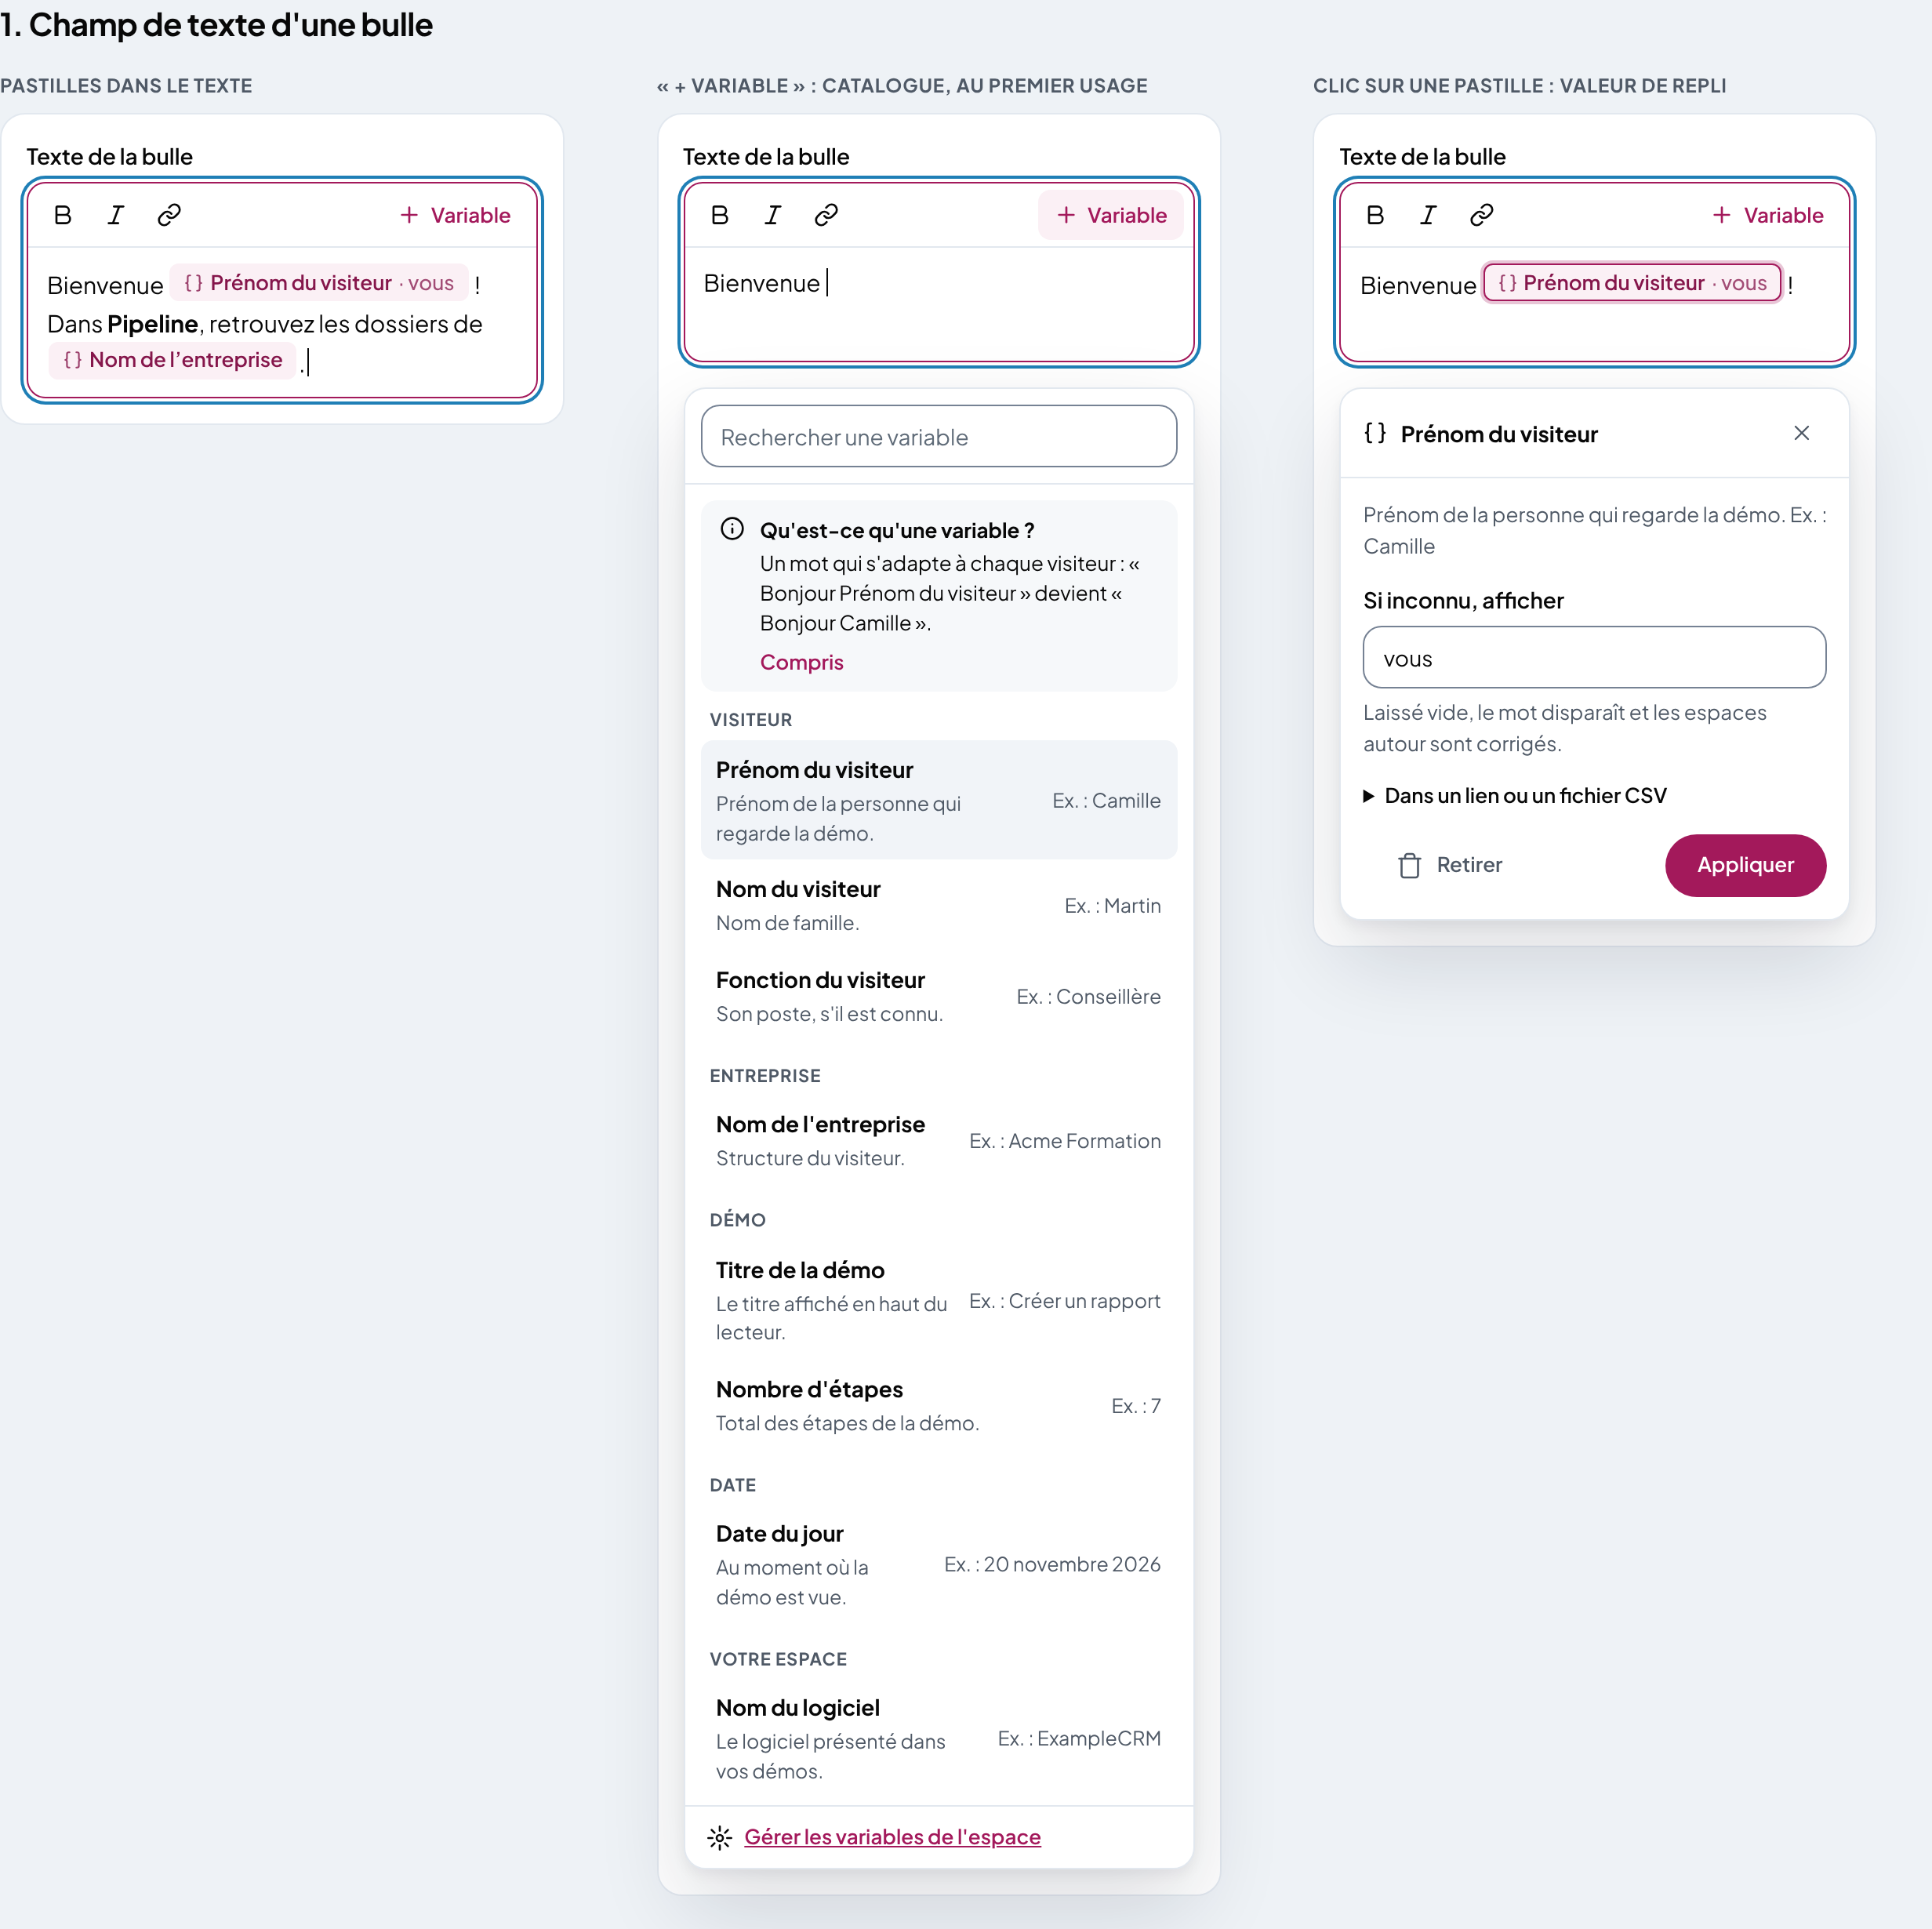 1. Champ de texte d'une bulle
PASTILLES DANS LE TEXTE
Texte de la bulle
B I + Variable
Bienvenue {} Prénom du visiteur · vous !
Dans Pipeline, retrouvez les dossiers de
{} Nom de l’entreprise .
« + VARIABLE » : CATALOGUE, AU PREMIER USAGE
Texte de la bulle
B I + Variable
Bienvenue
Rechercher une variable
Qu'est-ce qu'une variable ?
Un mot qui s'adapte à chaque visiteur : «
Bonjour Prénom du visiteur » devient «
Bonjour Camille ».
Compris
VISITEUR
Prénom du visiteur
Prénom de la personne qui
regarde la démo.
Ex. : Camille
Nom du visiteur
Nom de famille.
Ex. : Martin
Fonction du visiteur
Son poste, s'il est connu.
Ex. : Conseillère
ENTREPRISE
Nom de l'entreprise
Structure du visiteur.
Ex. : Acme Formation
DÉMO
Titre de la démo
Le titre affiché en haut du
lecteur.
Ex. : Créer un rapport
Nombre d'étapes
Total des étapes de la démo.
Ex. : 7
DATE
Date du jour
Au moment où la
démo est vue.
Ex. : 20 novembre 2026
VOTRE ESPACE
Nom du logiciel
Le logiciel présenté dans
vos démos.
Ex. : ExampleCRM
Gérer les variables de l'espace
CLIC SUR UNE PASTILLE : VALEUR DE REPLI
Texte de la bulle
B I + Variable
Bienvenue {} Prénom du visiteur · vous !
{} Prénom du visiteur
Prénom de la personne qui regarde la démo. Ex. :
Camille
Si inconnu, afficher
vous
Laissé vide, le mot disparaît et les espaces
autour sont corrigés.
Dans un lien ou un fichier CSV
Retirer
Appliquer